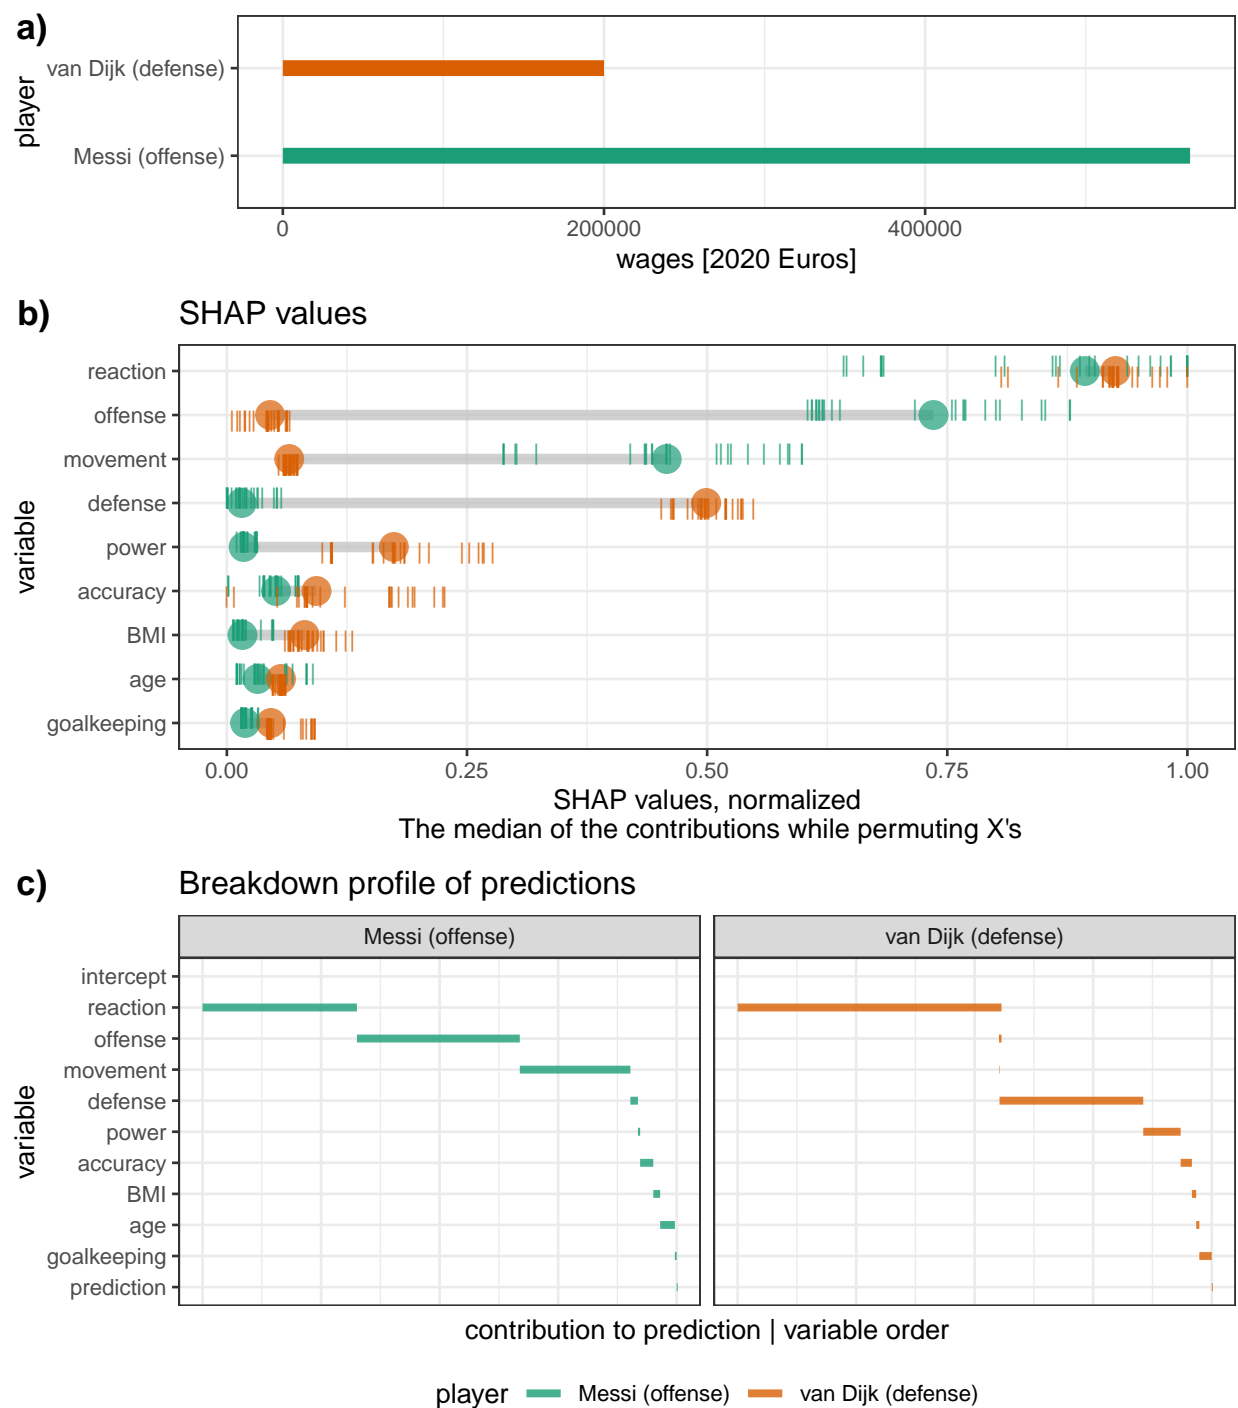 a)
player
van Dijk (defense)
Messi (offense)
0
200000
400000
wages [2020 Euros]
b)
SHAP values
variable
reaction
offense
movement
defense
power
accuracy
BMI
age
goalkeeping
0.00
0.25
0.50
0.75
1.00
SHAP values, normalized
The median of the contributions while permuting X's
c)
Breakdown profile of predictions
Messi (offense)
van Dijk (defense)
variable
intercept
reaction
offense
movement
defense
power
accuracy
BMI
age
goalkeeping
prediction
contribution to prediction | variable order
player
Messi (offense)
van Dijk (defense)